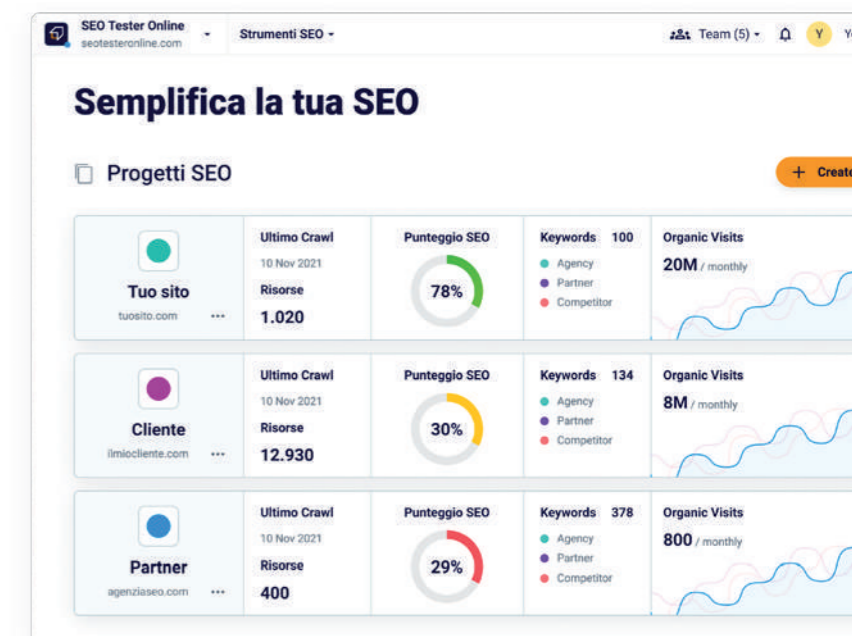 SEO Tester Online
seotesteronline.com
Strumenti SEO
Team (5)
Y
Semplifica la tua SEO
Progetti SEO
+ Create
Tuo sito
tuosito.com
Ultimo Crawl
10 Nov 2021
Risorse
1.020
Punteggio SEO
78%
Keywords 100
Agency
Partner
Competitor
Organic Visits
20M / monthly
Cliente
ilmiocliente.com
Ultimo Crawl
10 Nov 2021
Risorse
12.930
Punteggio SEO
30%
Keywords 134
Agency
Partner
Competitor
Organic Visits
8M / monthly
Partner
agenziaseo.com
Ultimo Crawl
10 Nov 2021
Risorse
400
Punteggio SEO
29%
Keywords 378
Agency
Partner
Competitor
Organic Visits
800 / monthly